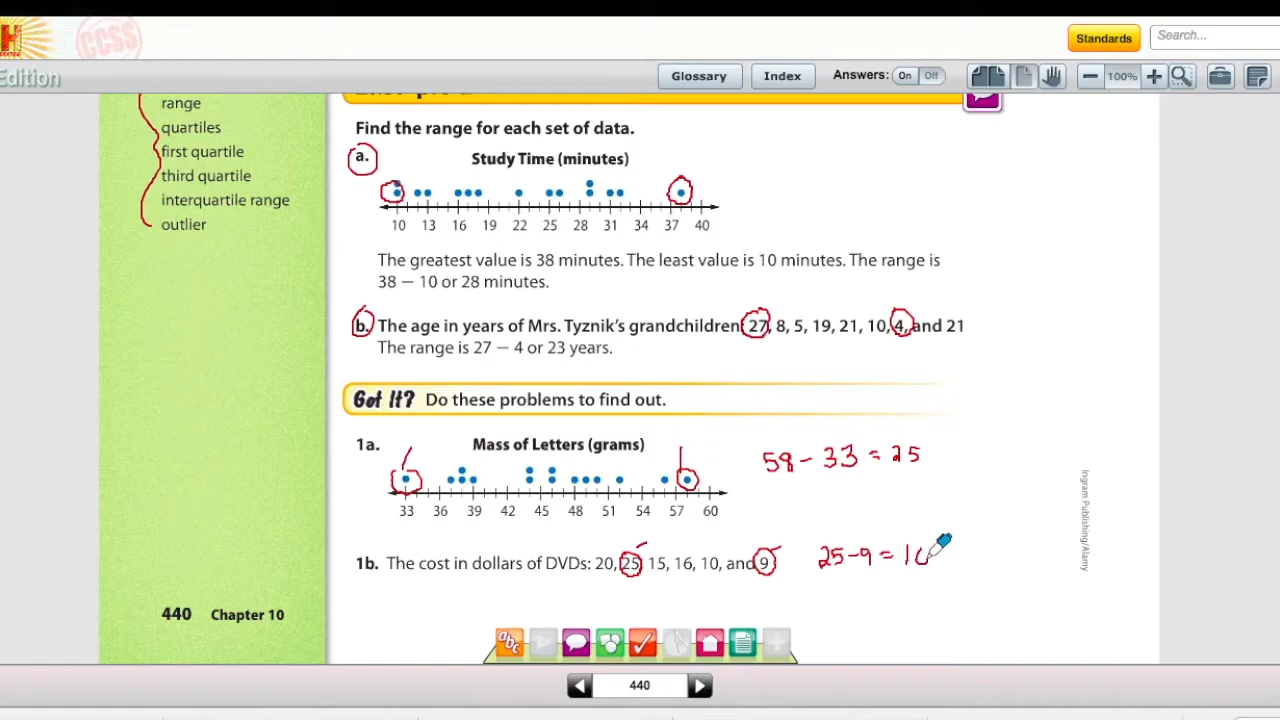 CCSS
Standards
Search...
Edition
Glossary
Index
Answers: On Off
100%
range
quartiles
first quartile
third quartile
interquartile range
outlier
Find the range for each set of data.
a. Study Time (minutes)
10 13 16 19 22 25 28 31 34 37 40
The greatest value is 38 minutes. The least value is 10 minutes. The range is
38 — 10 or 28 minutes.
b. The age in years of Mrs. Tyznik's grandchildren 27, 8, 5, 19, 21, 10, 4, and 21
The range is 27 — 4 or 23 years.
Got It? Do these problems to find out.
1a. Mass of Letters (grams)
58 - 33 = 25
33 36 39 42 45 48 51 54 57 60
1b. The cost in dollars of DVDs: 20, 25, 15, 16, 10, and 9
25 - 9 =
Ingram Publishing/Alamy
440 Chapter 10
abc
440